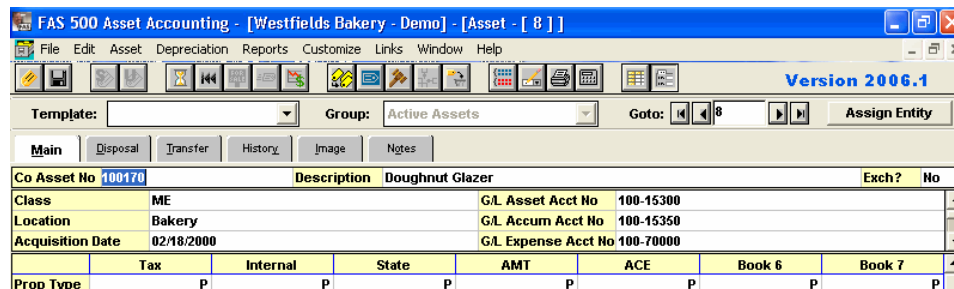 FAS 500 Asset Accounting - [Westfields Bakery - Demo] - [Asset - [ 8 ] ]
File Edit Asset Depreciation Reports Customize Links Window Help
Version 2006.1
Template: Group: Active Assets Goto: 8 Assign Entity
Main Disposal Transfer History Image Notes
Co Asset No 100170 Description Doughnut Glazer Exch? No
Class ME G/L Asset Acct No 100-15300
Location Bakery G/L Accum Acct No 100-15350
Acquisition Date 02/18/2000 G/L Expense Acct No 100-70000
Tax Internal State AMT ACE Book 6 Book 7
Prop Type P P P P P P P